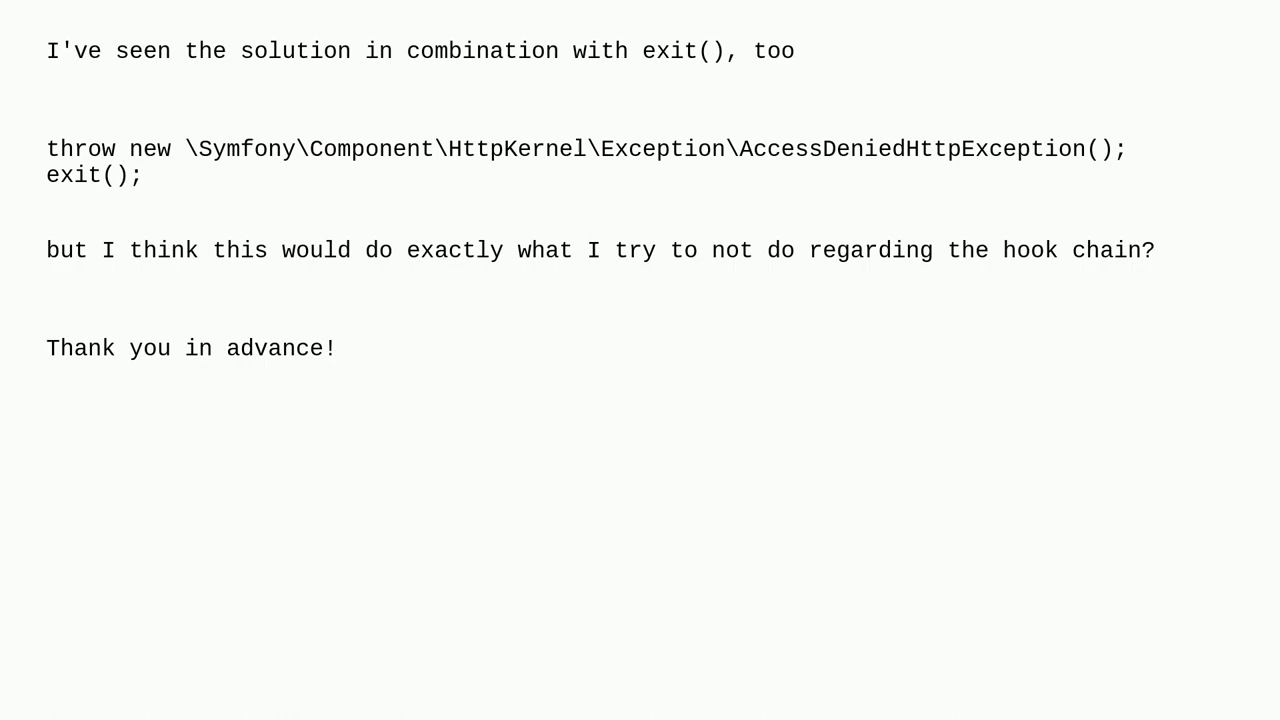 I've seen the solution in combination with exit(), too
throw new \Symfony\Component\HttpKernel\Exception\AccessDeniedHttpException();
exit();
but I think this would do exactly what I try to not do regarding the hook chain?
Thank you in advance!